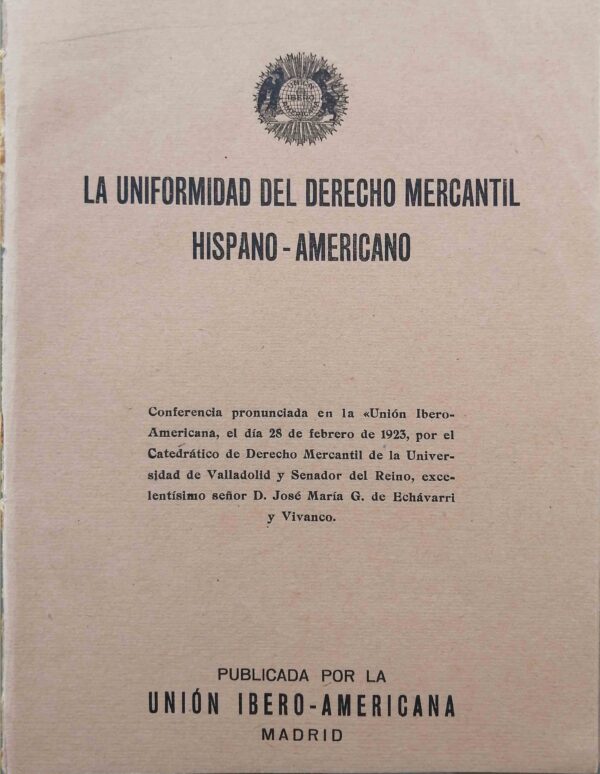 IBERO
LA UNIFORMIDAD DEL DERECHO MERCANTIL
HISPANO-AMERICANO
Conferencia pronunciada en la «Unión Ibero-
Americana, el día 28 de febrero de 1923, por el
Catedrático de Derecho Mercantil de la Univer-
sidad de Valladolid y Senador del Reino, exce-
lentísimo señor D. José María G. de Echávarri
y Vivanco.
PUBLICADA POR LA
UNIÓN IBERO-AMERICANA
MADRID